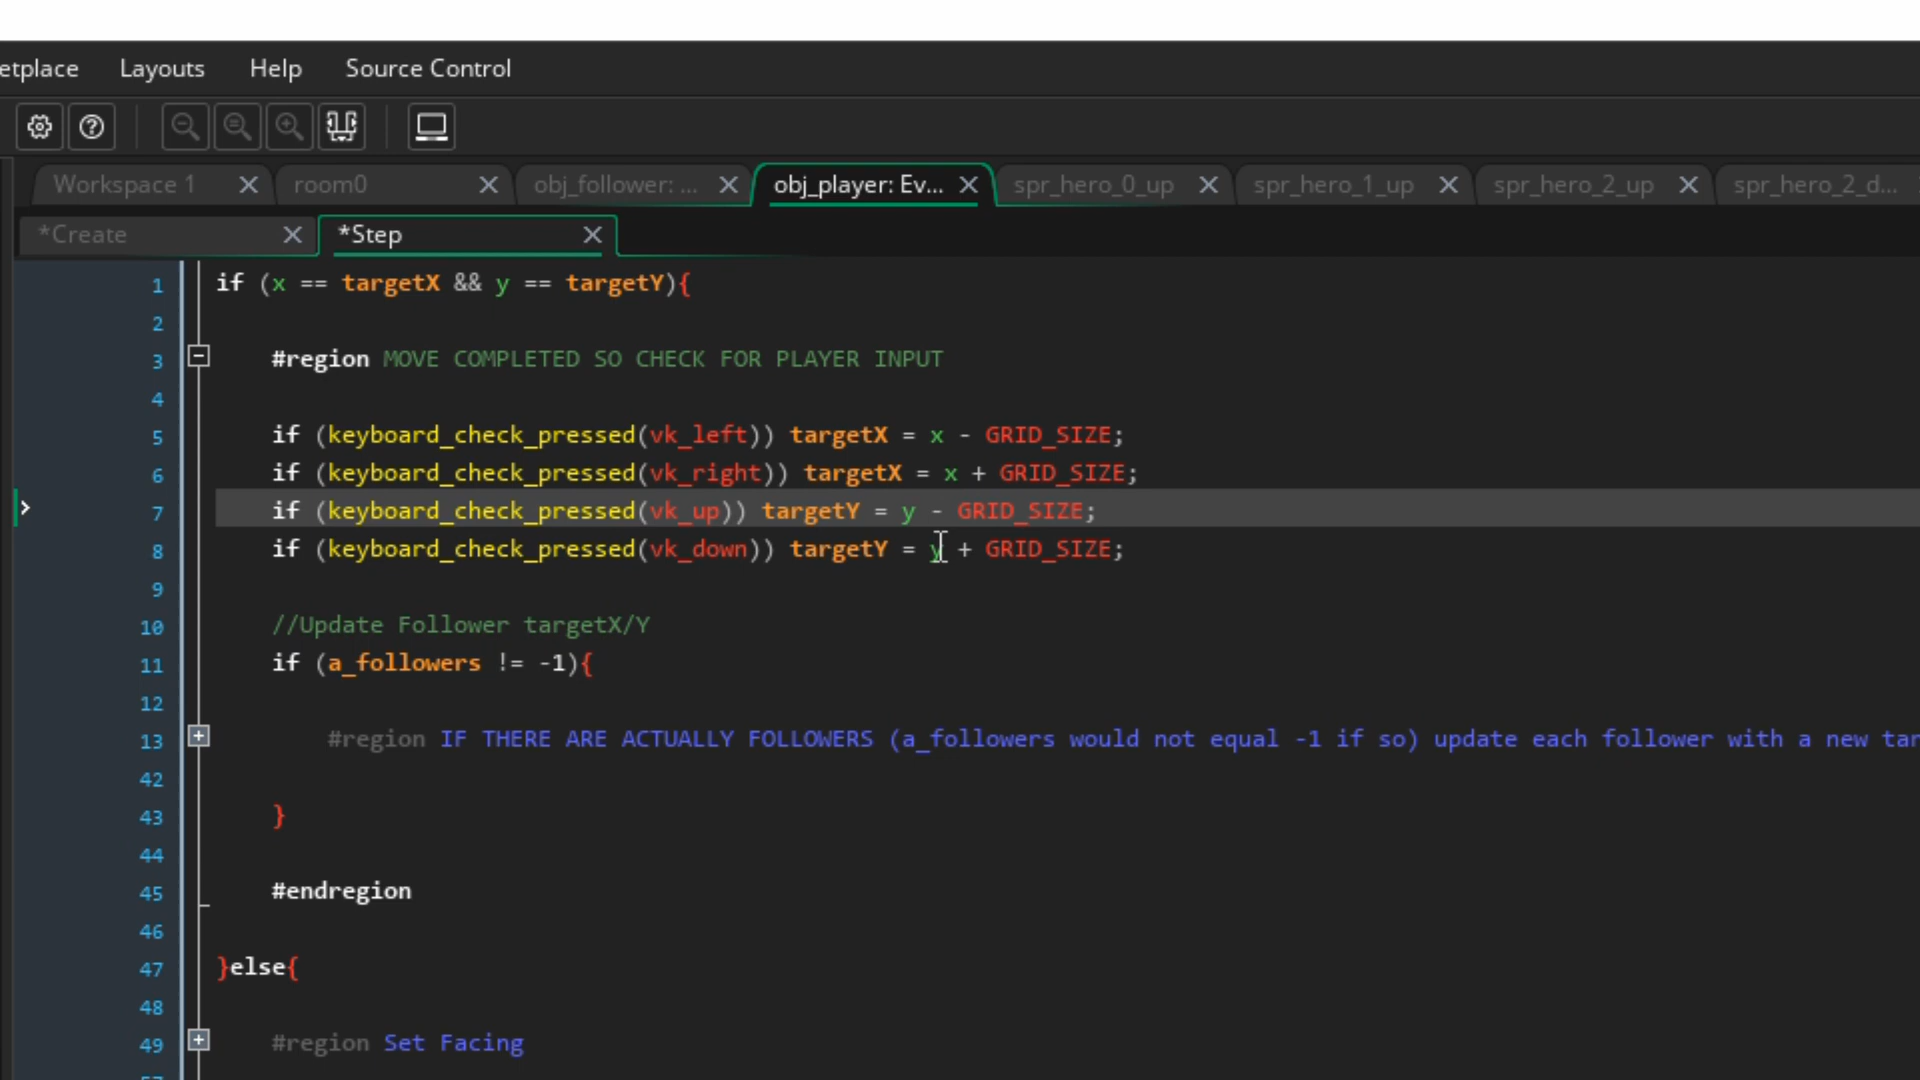 etplace Layouts Help Source Control
Workspace 1 room0 obj_follower: ... obj_player: Ev... spr_hero_0_up spr_hero_1_up spr_hero_2_up spr_hero_2_d...
*Create *Step
1 if (x == targetX && y == targetY){
2
3 #region MOVE COMPLETED SO CHECK FOR PLAYER INPUT
4
5 if (keyboard_check_pressed(vk_left)) targetX = x - GRID_SIZE;
6 if (keyboard_check_pressed(vk_right)) targetX = x + GRID_SIZE;
7 if (keyboard_check_pressed(vk_up)) targetY = y - GRID_SIZE;
8 if (keyboard_check_pressed(vk_down)) targetY = y + GRID_SIZE;
9
10 //Update Follower targetX/Y
11 if (a_followers != -1){
12
13 #region IF THERE ARE ACTUALLY FOLLOWERS (a_followers would not equal -1 if so) update each follower with a new tar
42
43 }
44
45 #endregion
46
47 }else{
48
49 #region Set Facing